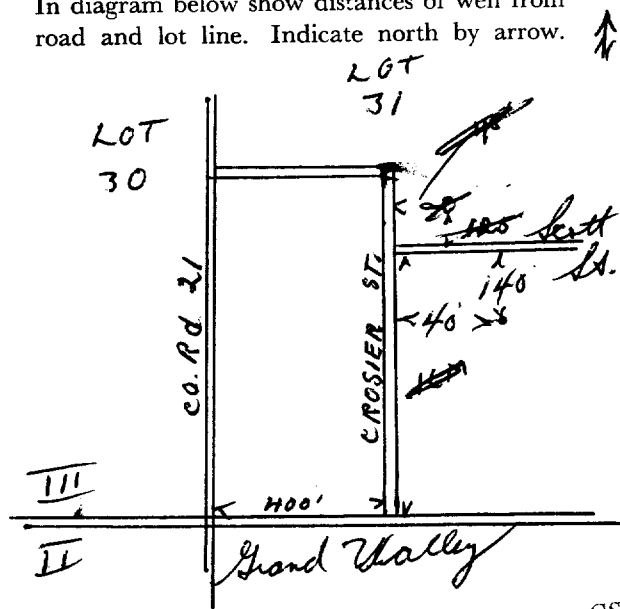 In diagram below show distances of well from
road and lot line. Indicate north by arrow.
N
LOT
31
LOT
30
125 Scott
St.
140'
40'
CO. Rd 21
CROSIER ST.
III
400'
II
Grand Valley